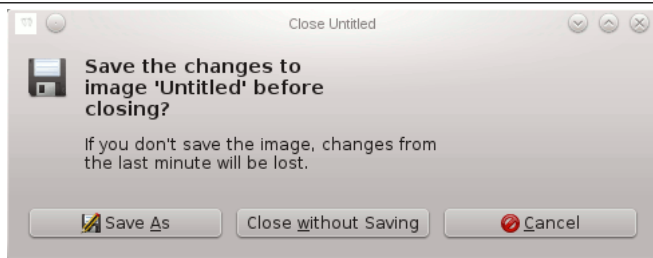 Close Untitled
Save the changes to
image 'Untitled' before
closing?
If you don't save the image, changes from
the last minute will be lost.
Save As
Close without Saving
Cancel